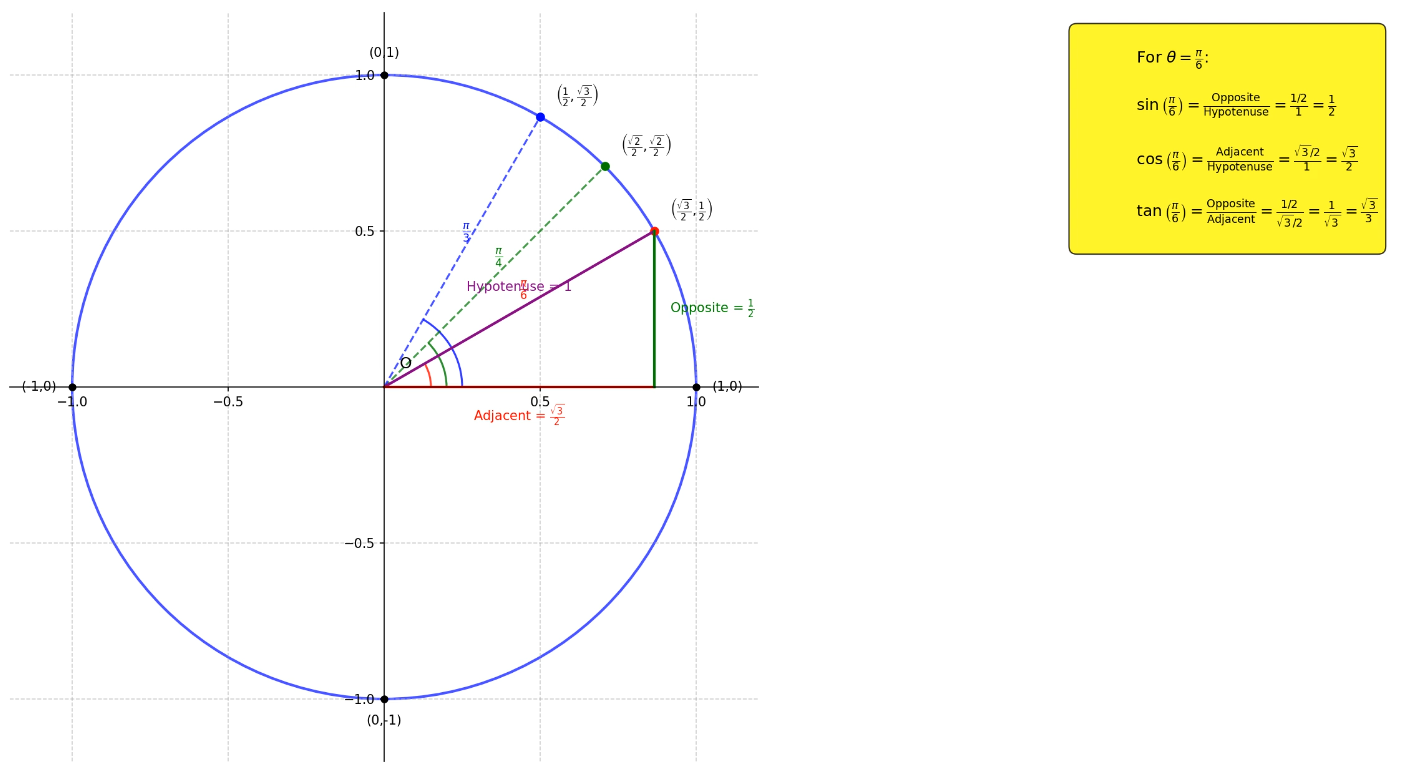 (0,1)
1.0
(1/2, √3/2)
(√2/2, √2/2)
(√3/2, 1/2)
0.5
π/3
π/4
π/6
Hypotenuse = 1
Opposite = 1/2
O
(-1,0)
(1,0)
−1.0
−0.5
0.5
1.0
Adjacent = √3/2
−0.5
−1.0
(0,-1)
For θ = π/6:
sin (π/6) = Opposite/Hypotenuse = 1/2/1 = 1/2
cos (π/6) = Adjacent/Hypotenuse = √3/2/1 = √3/2
tan (π/6) = Opposite/Adjacent = 1/2/√3/2 = 1/√3 = √3/3